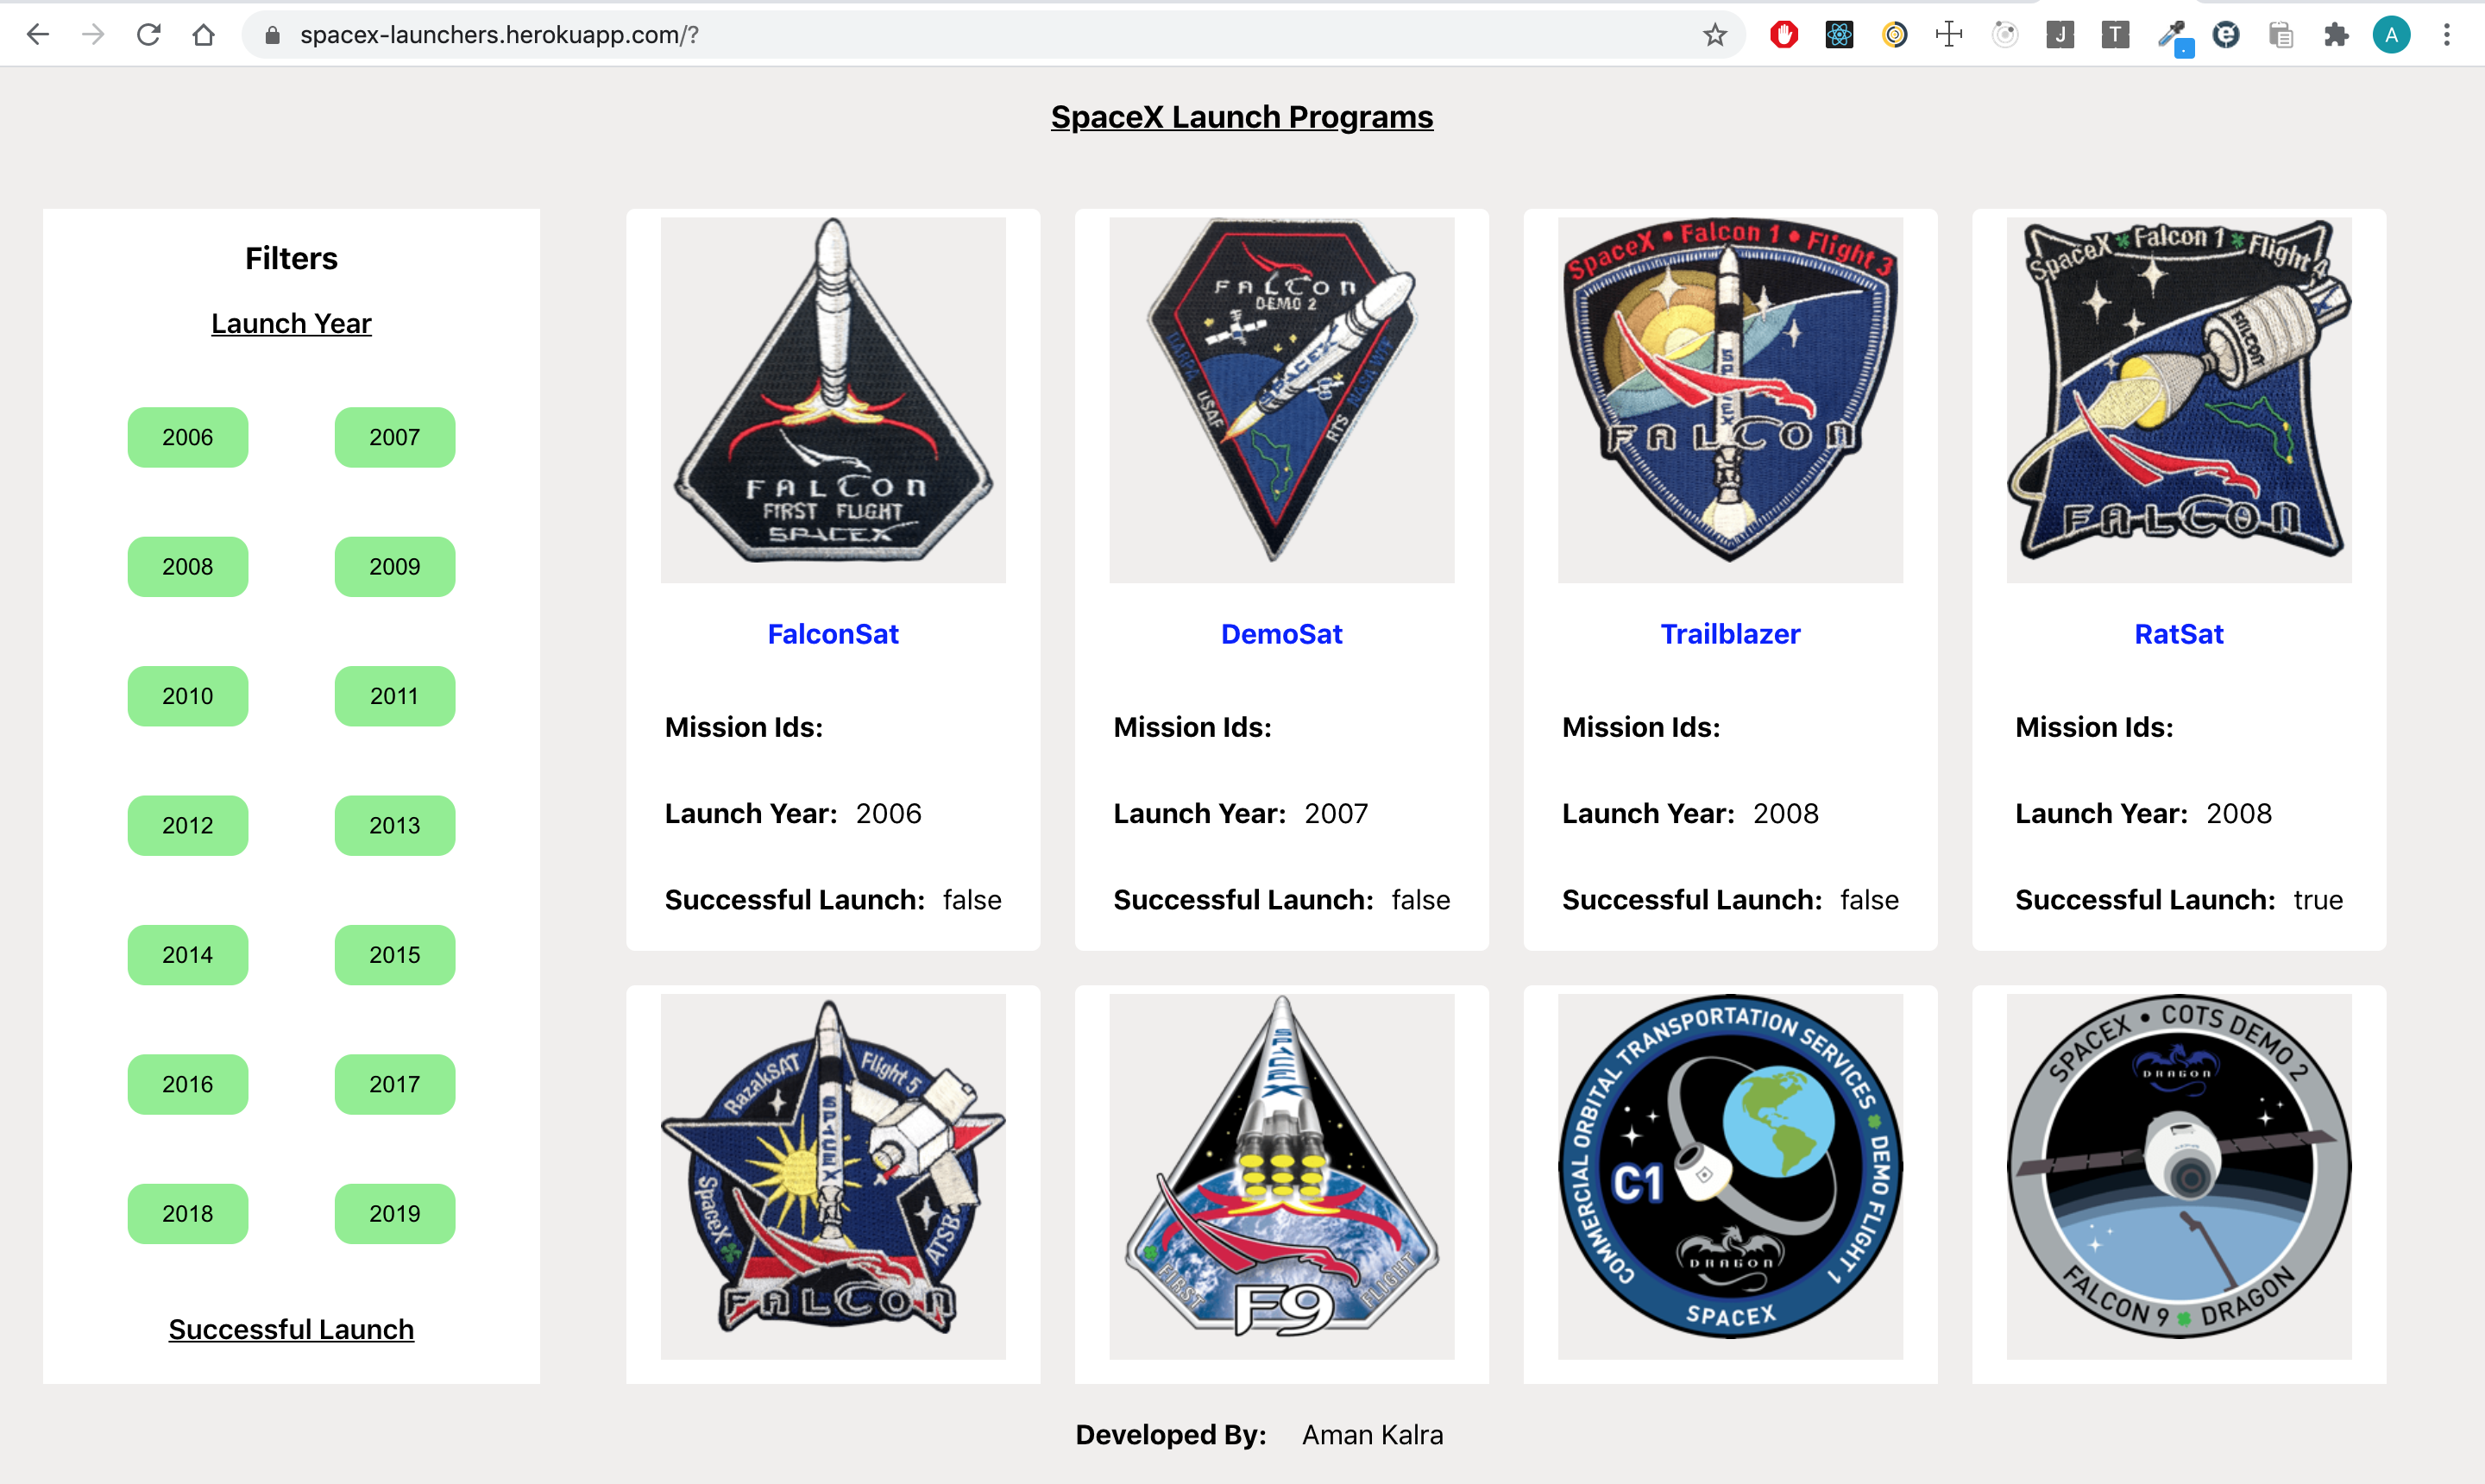 spacex-launchers.herokuapp.com/?
J
T
A
SpaceX Launch Programs
Filters
Launch Year
2006 2007
2008 2009
2010 2011
2012 2013
2014 2015
2016 2017
2018 2019
Successful Launch
FALCON
FIRST FLIGHT
SPACEX
FalconSat
Mission Ids:
Launch Year: 2006
Successful Launch: false
FALCON
DEMO 2
SPACEX
DARPA USAF
RTS NASA WFF
DemoSat
Mission Ids:
Launch Year: 2007
Successful Launch: false
SpaceX • Falcon 1 • Flight 3
SPACEX
FALCON
Trailblazer
Mission Ids:
Launch Year: 2008
Successful Launch: false
SpaceX Falcon 1 Flight 4
FALCON
FALCON
RatSat
Mission Ids:
Launch Year: 2008
Successful Launch: true
RazakSAT Flight 5
SPACEX
SpaceX ATSB
FALCON
SPACEX
FIRST FLIGHT
F9
COMMERCIAL ORBITAL TRANSPORTATION SERVICES DEMO FLIGHT 1
C1
DRAGON
SPACEX
SPACEX • COTS DEMO 2
DRAGON
FALCON 9 DRAGON
Developed By: Aman Kalra